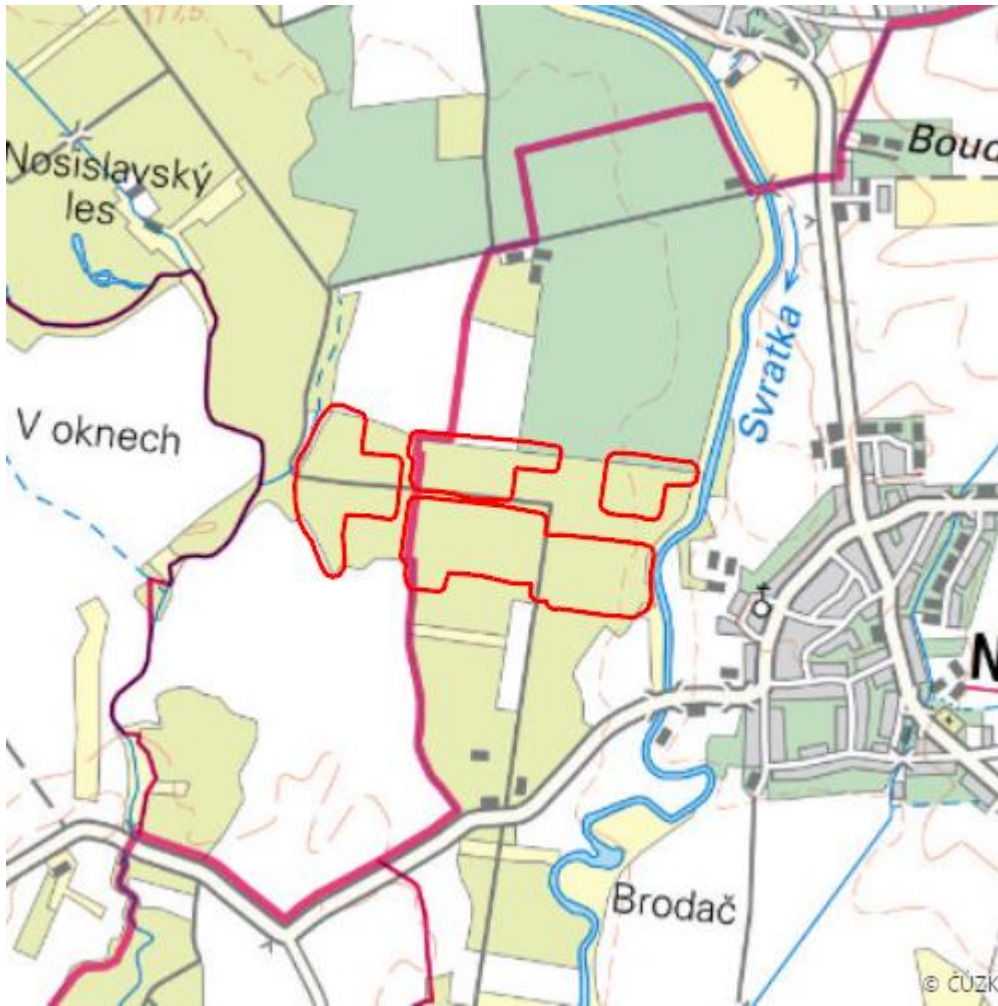 Nosislavský
les
Boud
V oknech
Svratka
N
Brodač
© ČÚZK